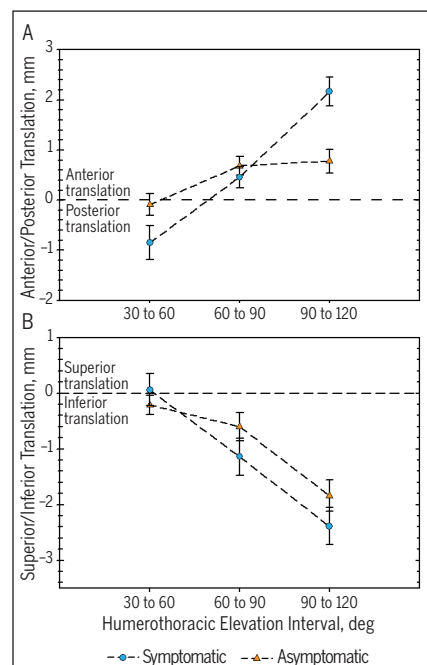 A
Anterior/Posterior Translation, mm
3
2
1
0
−1
−2
Anterior
translation
Posterior
translation
30 to 60
60 to 90
90 to 120
B
Superior/Inferior Translation, mm
1
0
−1
−2
−3
Superior
translation
Inferior
translation
30 to 60
60 to 90
90 to 120
Humerothoracic Elevation Interval, deg
Symptomatic
Asymptomatic